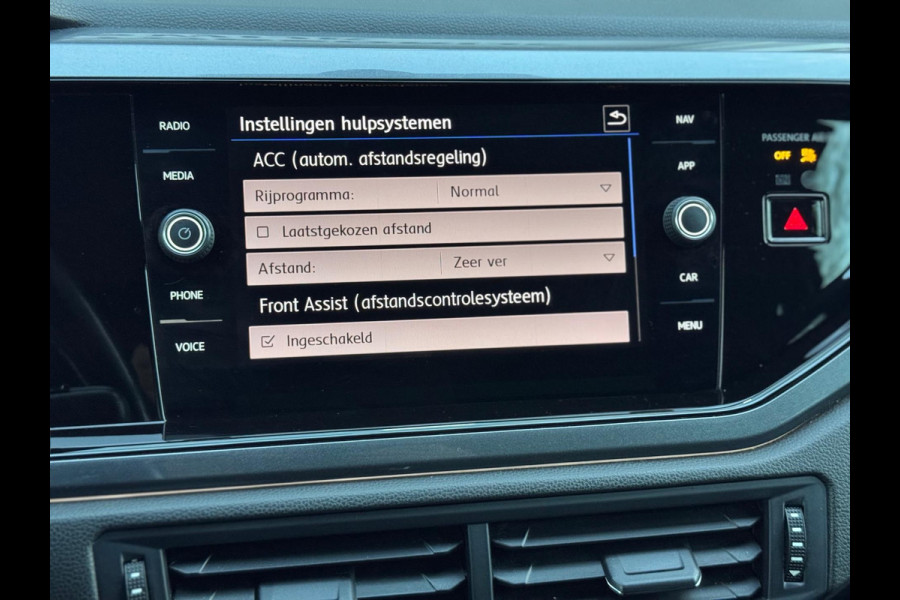 RADIO
MEDIA
PHONE
VOICE
Instellingen hulpsystemen
ACC (autom. afstandsregeling)
Rijprogramma: Normal
Laatstgekozen afstand
Afstand: Zeer ver
Front Assist (afstandscontrolesysteem)
Ingeschakeld
NAV
APP
CAR
MENU
PASSENGER
OFF